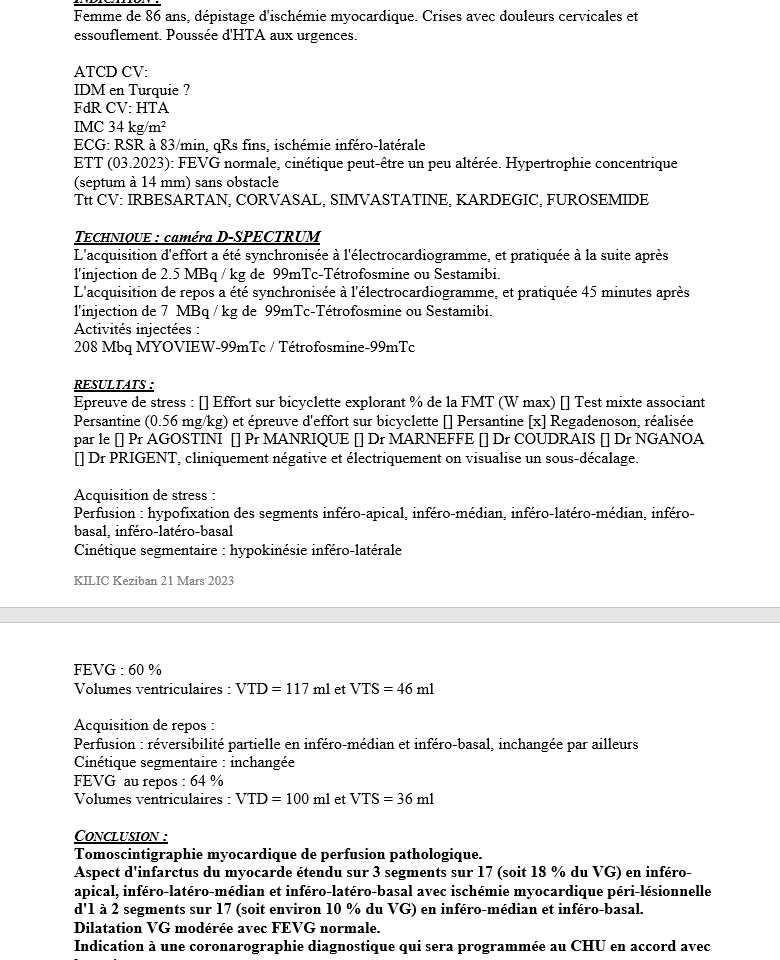 INDICATION :
Femme de 86 ans, dépistage d'ischémie myocardique. Crises avec douleurs cervicales et
essouflement. Poussée d'HTA aux urgences.
ATCD CV:
IDM en Turquie ?
FdR CV: HTA
IMC 34 kg/m²
ECG: RSR à 83/min, qRs fins, ischémie inféro-latérale
ETT (03.2023): FEVG normale, cinétique peut-être un peu altérée. Hypertrophie concentrique
(septum à 14 mm) sans obstacle
Ttt CV: IRBESARTAN, CORVASAL, SIMVASTATINE, KARDEGIC, FUROSEMIDE
TECHNIQUE : caméra D-SPECTRUM
L'acquisition d'effort a été synchronisée à l'électrocardiogramme, et pratiquée à la suite après
l'injection de 2.5 MBq / kg de  99mTc-Tétrofosmine ou Sestamibi.
L'acquisition de repos a été synchronisée à l'électrocardiogramme, et pratiquée 45 minutes après
l'injection de 7  MBq / kg de  99mTc-Tétrofosmine ou Sestamibi.
Activités injectées :
208 Mbq MYOVIEW-99mTc / Tétrofosmine-99mTc
RESULTATS :
Epreuve de stress : [] Effort sur bicyclette explorant % de la FMT (W max) [] Test mixte associant
Persantine (0.56 mg/kg) et épreuve d'effort sur bicyclette [] Persantine [x] Regadenoson, réalisée
par le [] Pr AGOSTINI  [] Pr MANRIQUE [] Dr MARNEFFE [] Dr COUDRAIS [] Dr NGANOA
[] Dr PRIGENT, cliniquement négative et électriquement on visualise un sous-décalage.
Acquisition de stress :
Perfusion : hypofixation des segments inféro-apical, inféro-médian, inféro-latéro-médian, inféro-
basal, inféro-latéro-basal
Cinétique segmentaire : hypokinésie inféro-latérale
KILIC Keziban 21 Mars 2023
FEVG : 60 %
Volumes ventriculaires : VTD = 117 ml et VTS = 46 ml
Acquisition de repos :
Perfusion : réversibilité partielle en inféro-médian et inféro-basal, inchangée par ailleurs
Cinétique segmentaire : inchangée
FEVG  au repos : 64 %
Volumes ventriculaires : VTD = 100 ml et VTS = 36 ml
CONCLUSION :
Tomoscintigraphie myocardique de perfusion pathologique.
Aspect d'infarctus du myocarde étendu sur 3 segments sur 17 (soit 18 % du VG) en inféro-
apical, inféro-latéro-médian et inféro-latéro-basal avec ischémie myocardique péri-lésionnelle
d'1 à 2 segments sur 17 (soit environ 10 % du VG) en inféro-médian et inféro-basal.
Dilatation VG modérée avec FEVG normale.
Indication à une coronarographie diagnostique qui sera programmée au CHU en accord avec